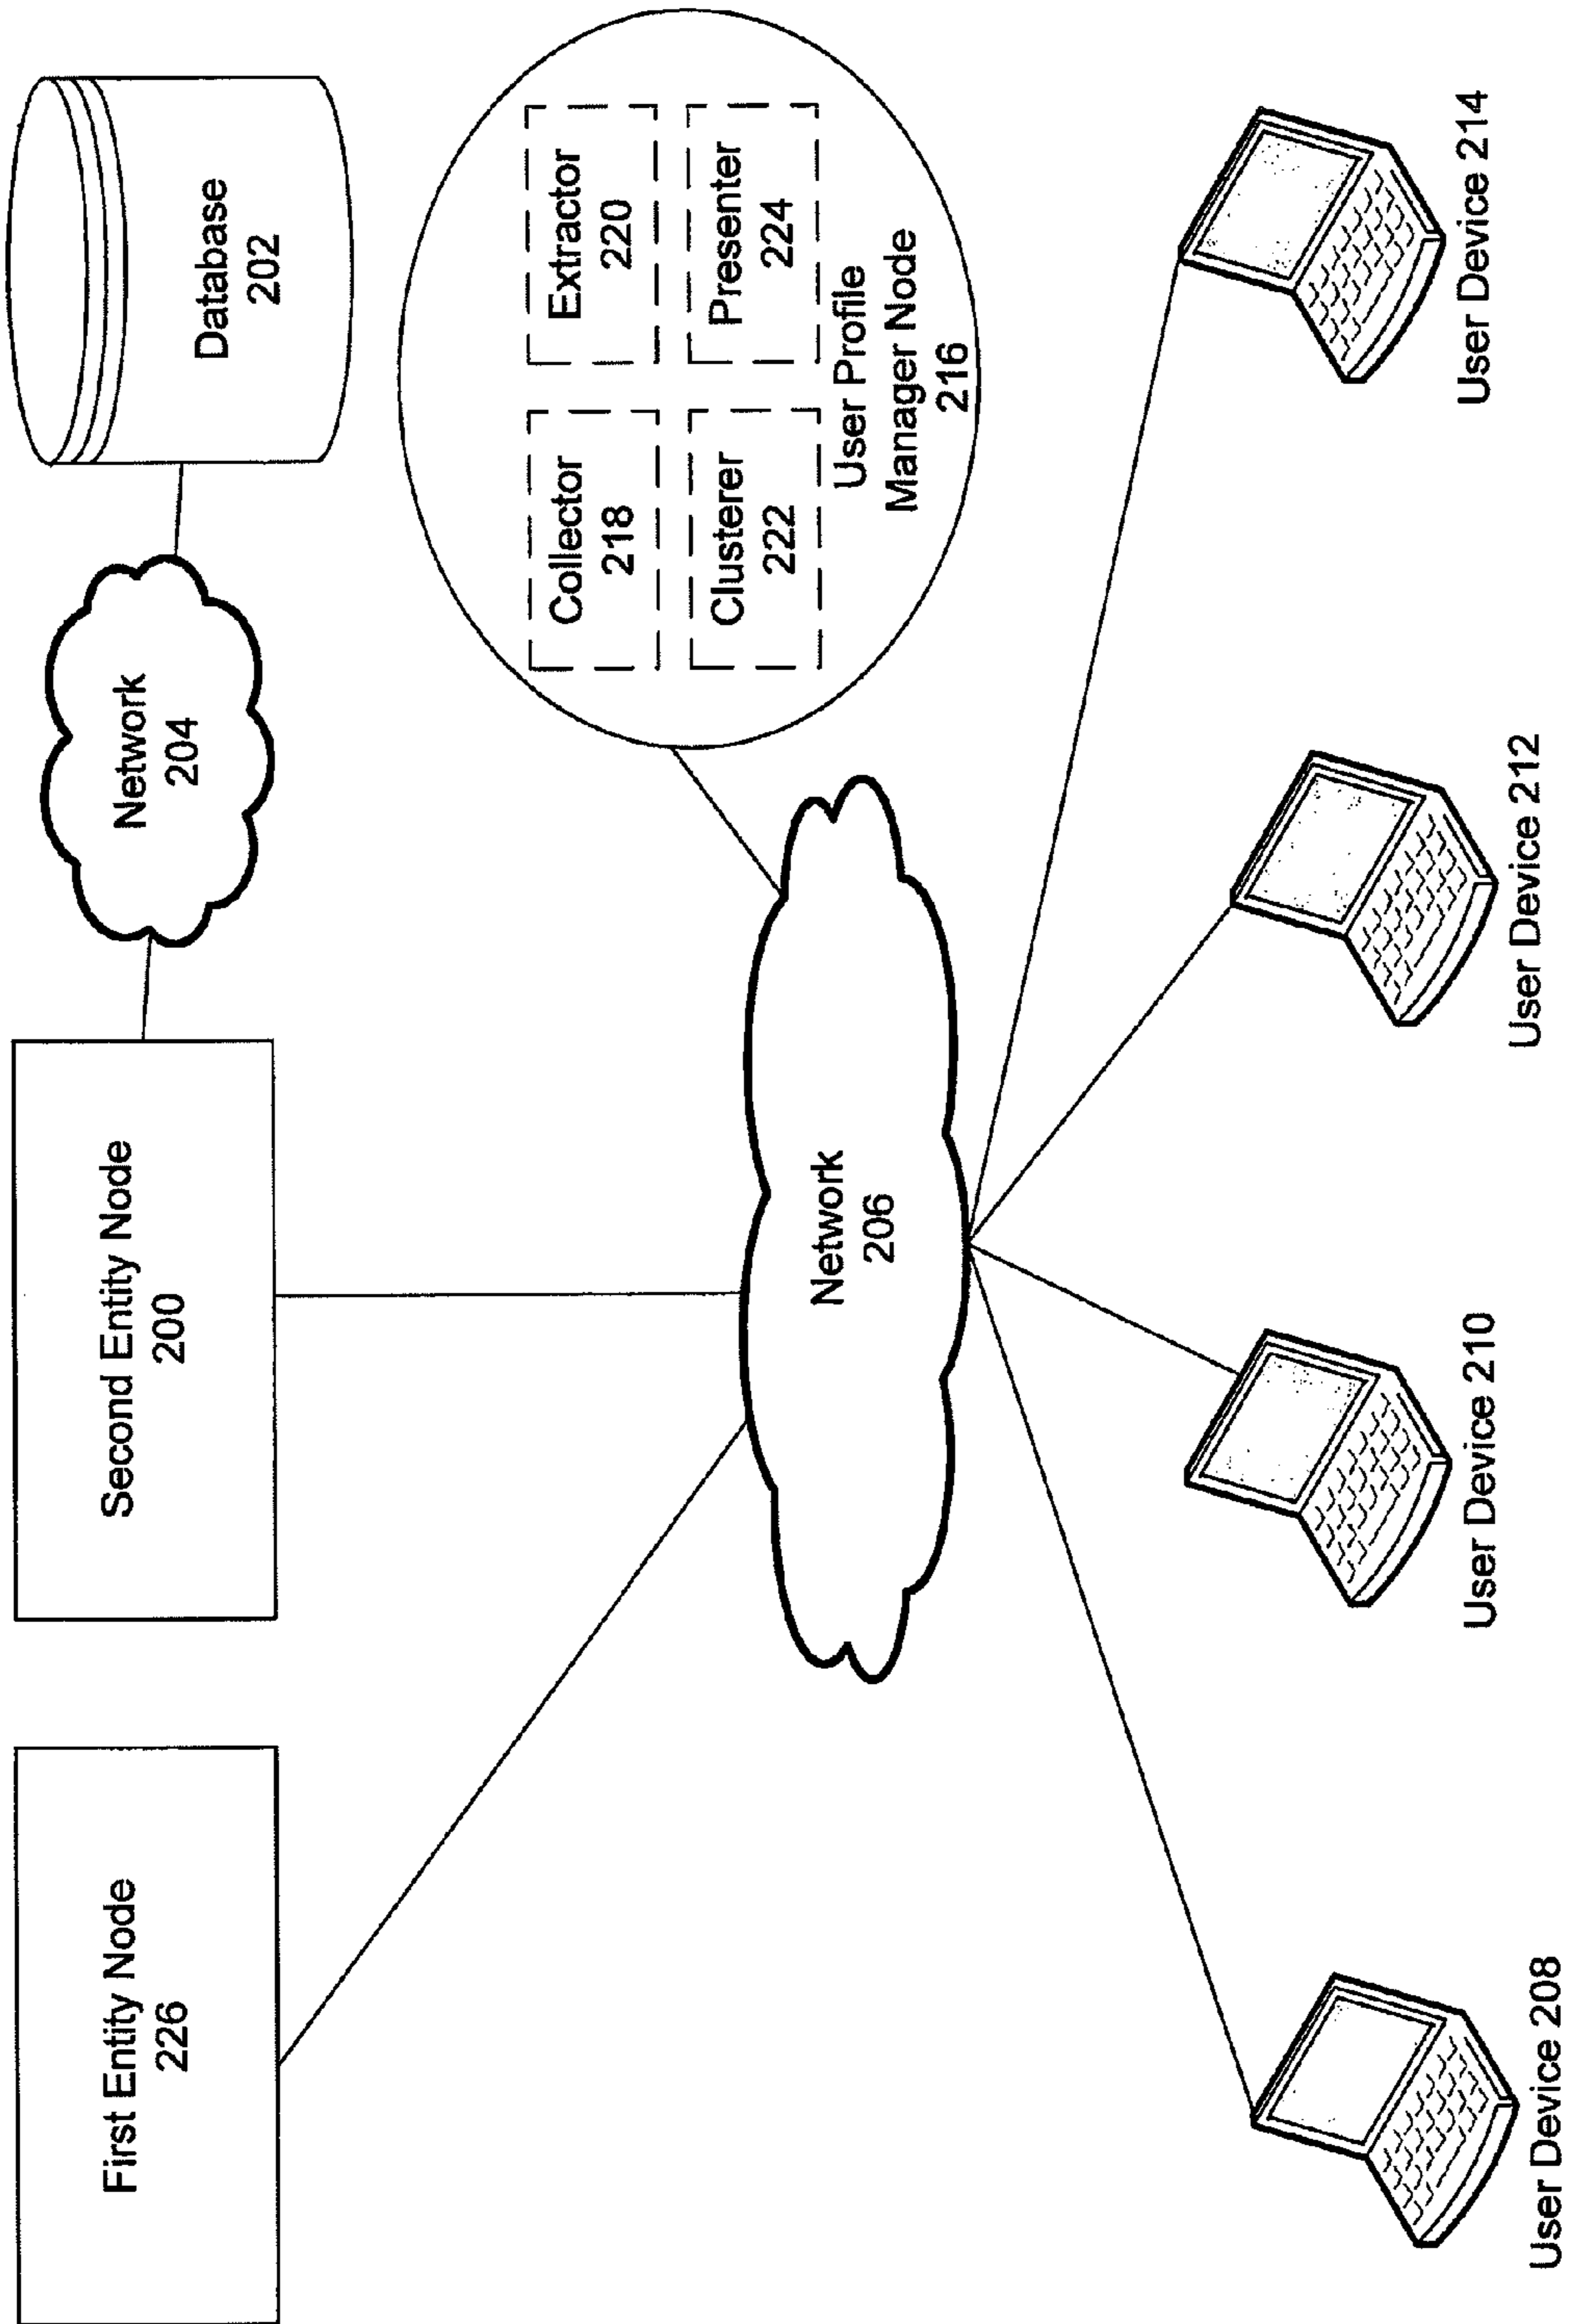 First Entity Node
226
Second Entity Node
200
Network
204
Database
202
Collector
218
Extractor
220
Clusterer
222
Presenter
224
User Profile
Manager Node
216
Network
206
User Device 208
User Device 210
User Device 212
User Device 214